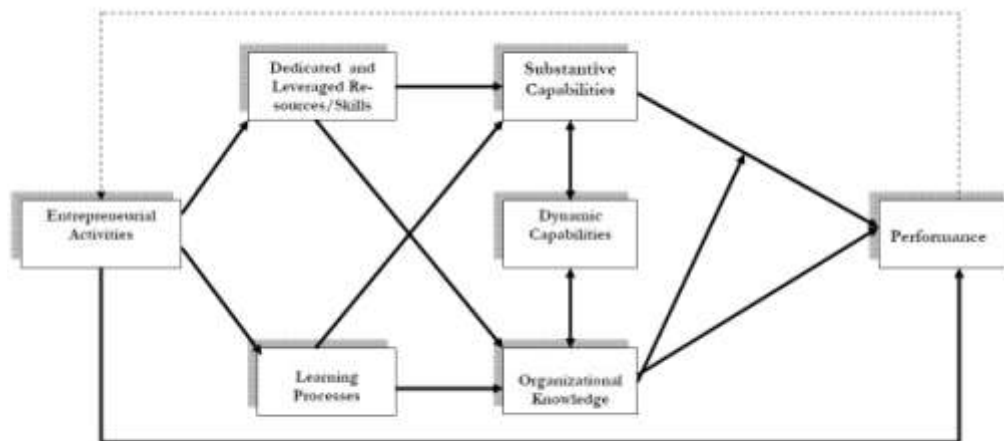 Dedicated and
Leveraged Re-
sources/Skills
Substantive
Capabilities
Entrepreneurial
Activities
Dynamic
Capabilities
Performance
Learning
Processes
Organizational
Knowledge